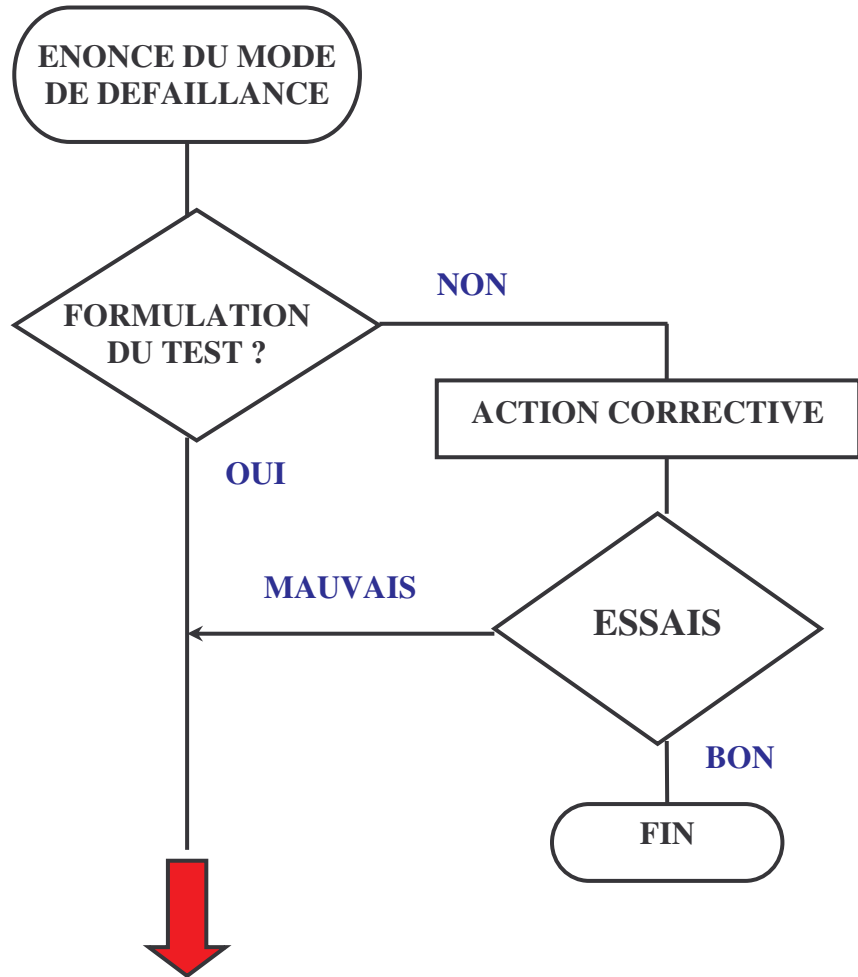 ENONCE DU MODE
DE DEFAILLANCE
NON
FORMULATION
DU TEST ?
ACTION CORRECTIVE
OUI
MAUVAIS
ESSAIS
BON
FIN